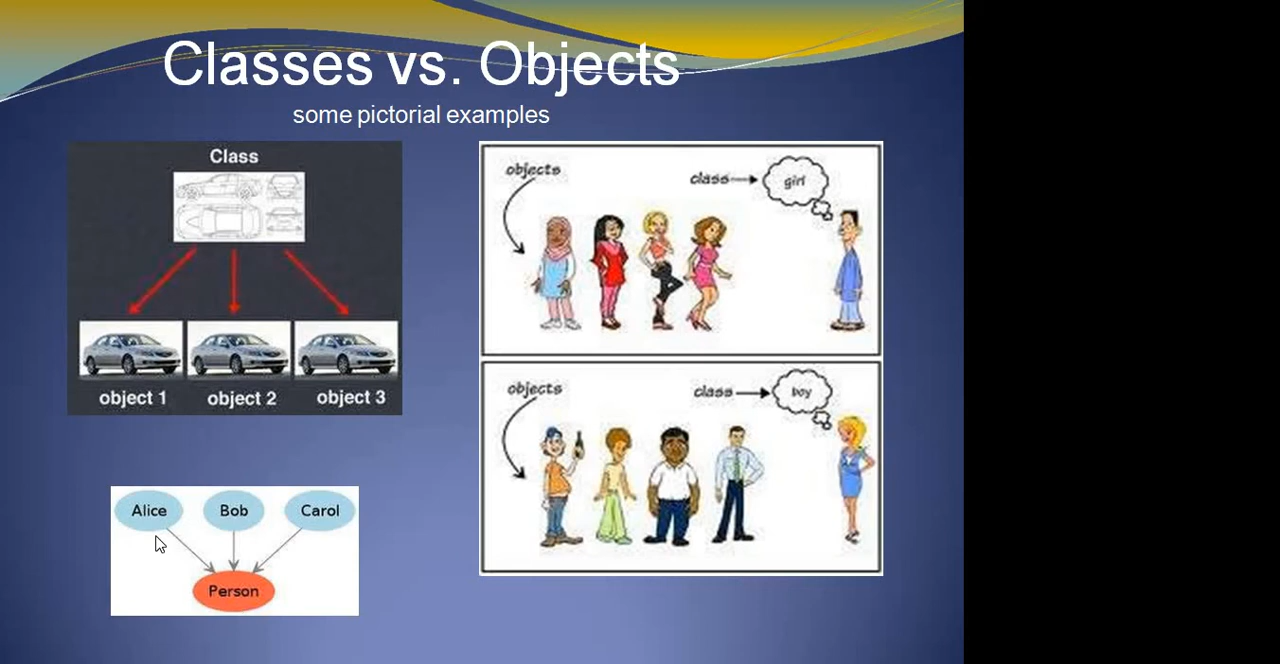 Classes vs. Objects
some pictorial examples
Class
object 1
object 2
object 3
Alice
Bob
Carol
Person
objects
class
girl
objects
class
boy